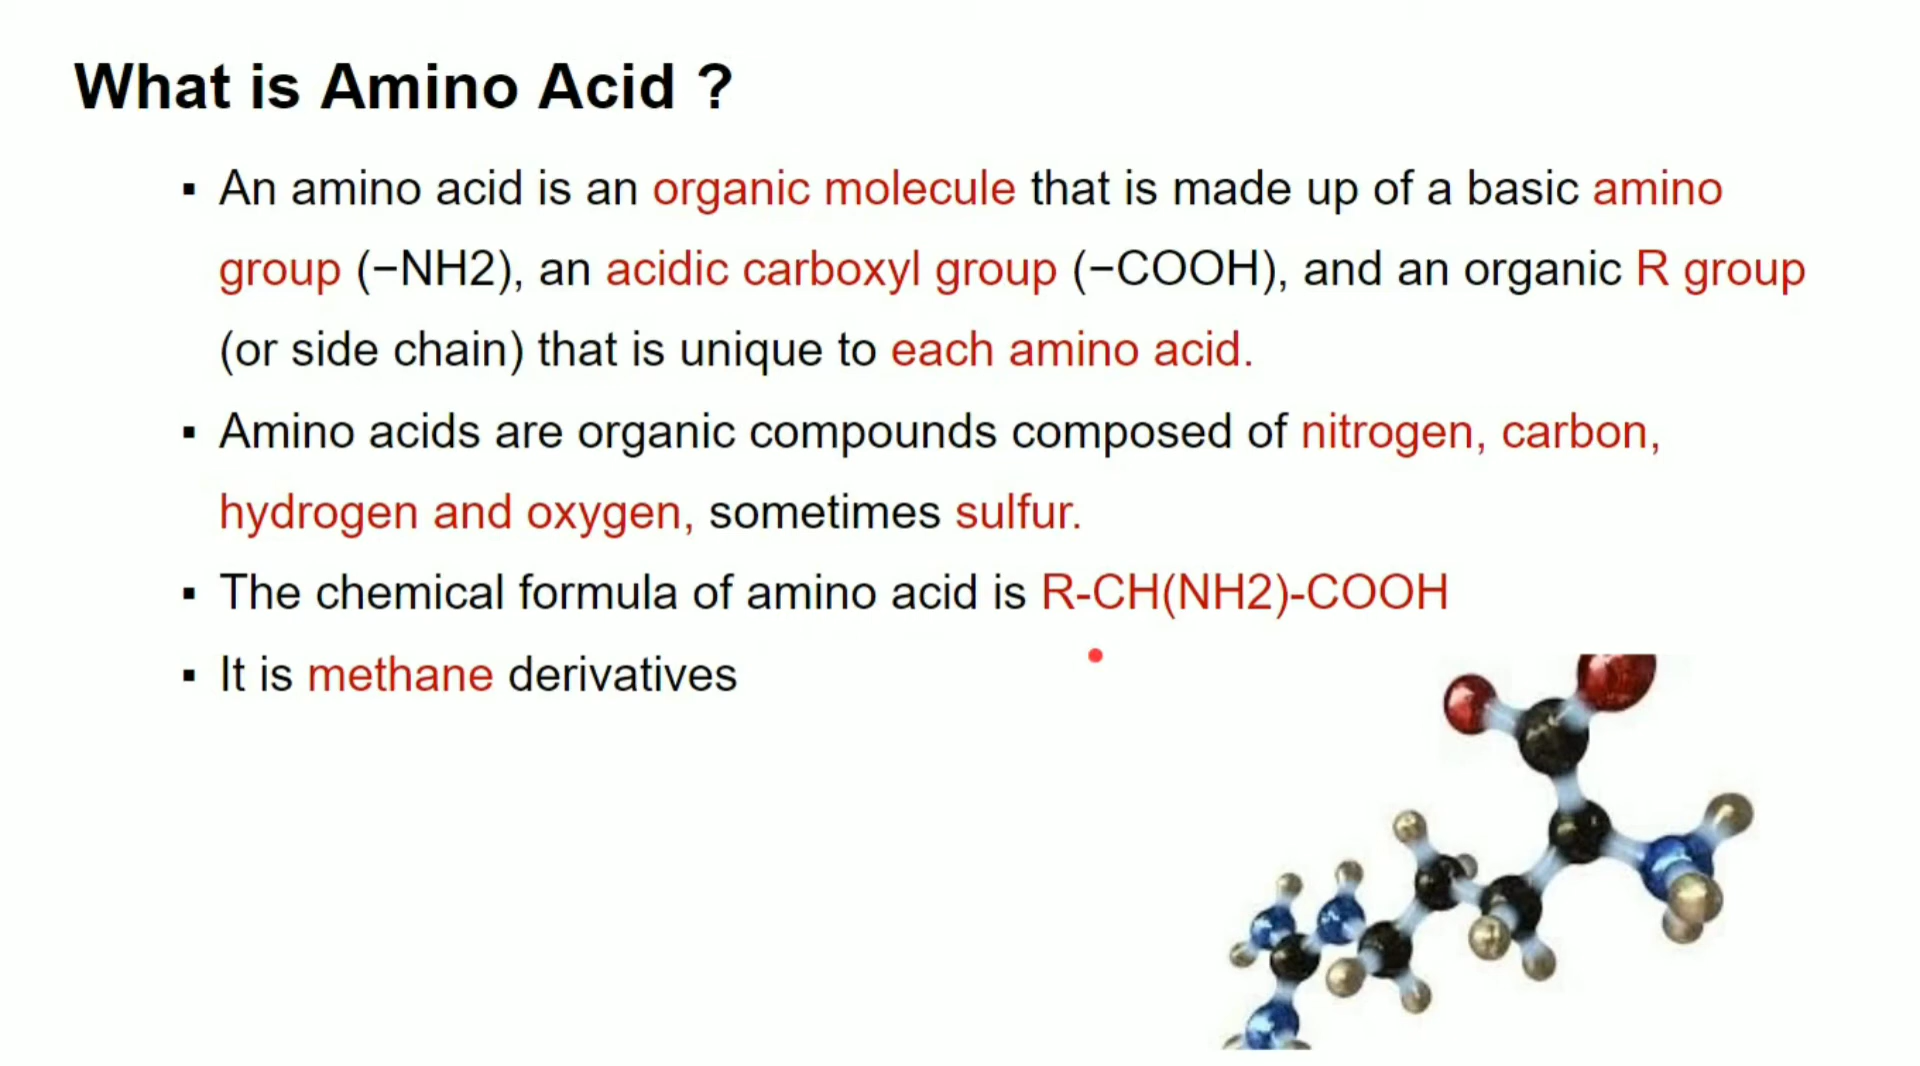 What is Amino Acid ?
▪ An amino acid is an organic molecule that is made up of a basic amino
group (−NH2), an acidic carboxyl group (−COOH), and an organic R group
(or side chain) that is unique to each amino acid.
▪ Amino acids are organic compounds composed of nitrogen, carbon,
hydrogen and oxygen, sometimes sulfur.
▪ The chemical formula of amino acid is R-CH(NH2)-COOH
▪ It is methane derivatives